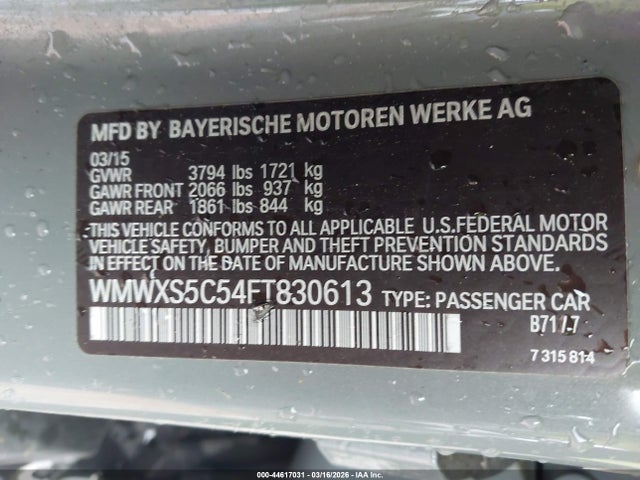 MFD BY BAYERISCHE MOTOREN WERKE AG
03/15
GVWR 3794 lbs 1721 kg
GAWR FRONT 2066 lbs 937 kg
GAWR REAR 1861 lbs 844 kg
THIS VEHICLE CONFORMS TO ALL APPLICABLE U.S.FEDERAL MOTOR
VEHICLE SAFETY, BUMPER AND THEFT PREVENTION STANDARDS
IN EFFECT ON THE DATE OF MANUFACTURE SHOWN ABOVE.
WMWXS5C54FT830613 TYPE: PASSENGER CAR
B71/-7
7 315 814
000-44617031 - 03/16/2026 - IAA Inc.